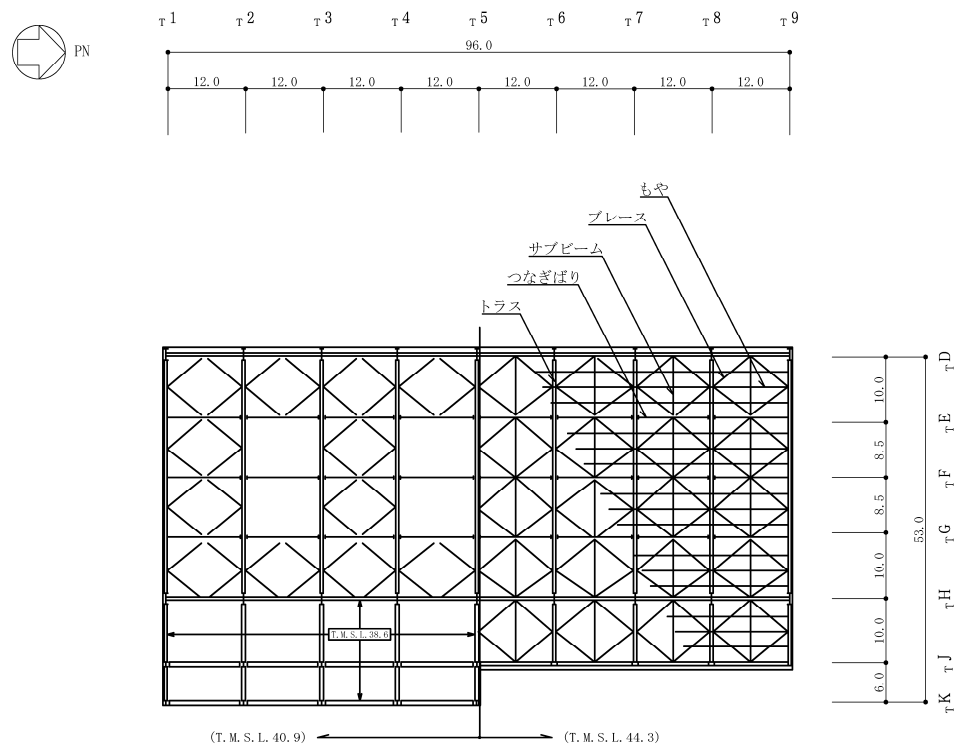 T1 T2 T3 T4 T5 T6 T7 T8 T9
PN
96.0
12.0 12.0 12.0 12.0 12.0 12.0 12.0 12.0
もや
ブレース
サブビーム
つなぎばり
トラス
TD
10.0
TE
8.5
TF
8.5
TG
53.0
10.0
TH
10.0
TJ
6.0
TK
T.M.S.L.38.6
(T.M.S.L.40.9) (T.M.S.L.44.3)